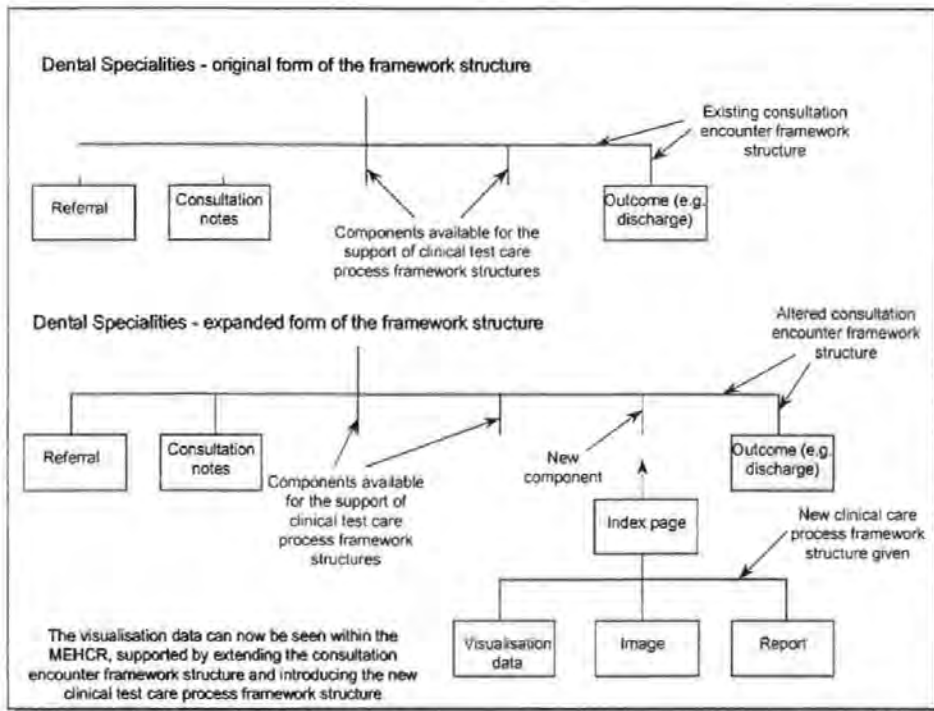 Dental Specialities - original form of the framework structure
Existing consultation
encounter framework
structure
Referral
Consultation
notes
Outcome (e.g.
discharge)
Components available for the
support of clinical test care
process framework structures
Dental Specialities - expanded form of the framework structure
Altered consultation
encounter framework
structure
Referral
Consultation
notes
Components available
for the support of
clinical test care
process framework
structures
New
component
Outcome (e.g.
discharge)
Index page
New clinical care
process framework
structure given
Visualisation
data
Image
Report
The visualisation data can now be seen within the
MEHCR, supported by extending the consultation
encounter framework structure and introducing the new
clinical test care process framework structure